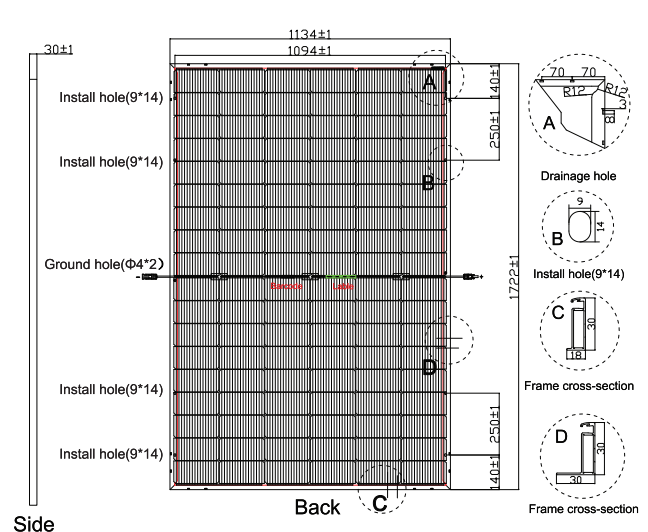 1134±1
1094±1
30±1
A
140±1
250±1
Install hole(9*14)
Install hole(9*14)
B
Ground hole(Φ4*2)
- +
Barcode
Lable
1722±1
D
Install hole(9*14)
Install hole(9*14)
250±1
140±1
C
Back
Side
70 70
R12
R12
3
8
A
Drainage hole
9
14
B
Install hole(9*14)
C
30
18
Frame cross-section
D
30
30
Frame cross-section